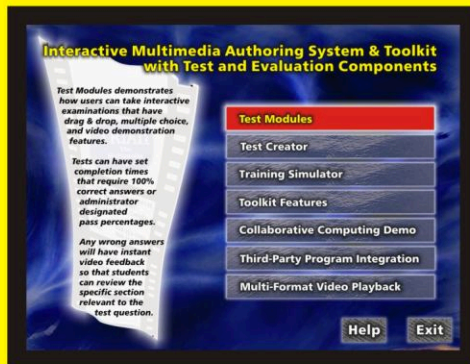 Interactive Multimedia Authoring System & Toolkit
with Test and Evaluation Components
Test Modules demonstrates
how users can take interactive
examinations that have
drag & drop, multiple choice,
and video demonstration
features.
Tests can have set
completion times
that require 100%
correct answers or
administrator
designated
pass percentages.
Any wrong answers
will have instant
video feedback
so that students
can review the
specific section
relevant to the
test question.
Test Modules
Test Creator
Training Simulator
Toolkit Features
Collaborative Computing Demo
Third-Party Program Integration
Multi-Format Video Playback
Help
Exit